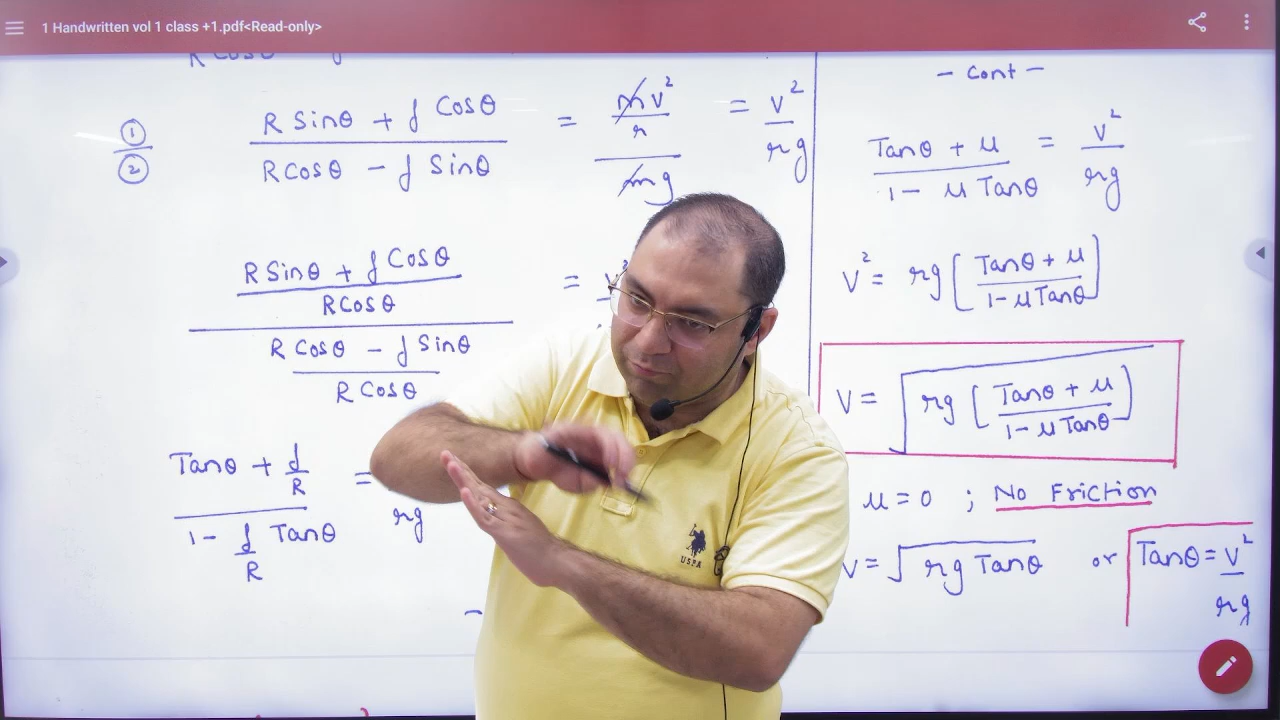 1 Handwritten vol 1 class +1.pdf<Read-only>
① / ② (R Sinθ + f Cosθ) / (R Cosθ - f Sinθ) = (m v² / r) / (mg) = v² / rg
((R Sinθ + f Cosθ) / (R Cosθ)) / ((R Cosθ - f Sinθ) / (R Cosθ)) =
(Tanθ + f/R) / (1 - f/R Tanθ) = rg
- Cont -
(Tanθ + μ) / (1 - μ Tanθ) = v² / rg
v² = rg [(Tanθ + μ) / (1 - μ Tanθ)]
v = √(rg [(Tanθ + μ) / (1 - μ Tanθ)])
μ = 0 ; No Friction
v = √(rg Tanθ) or Tanθ = v² / rg
USPA